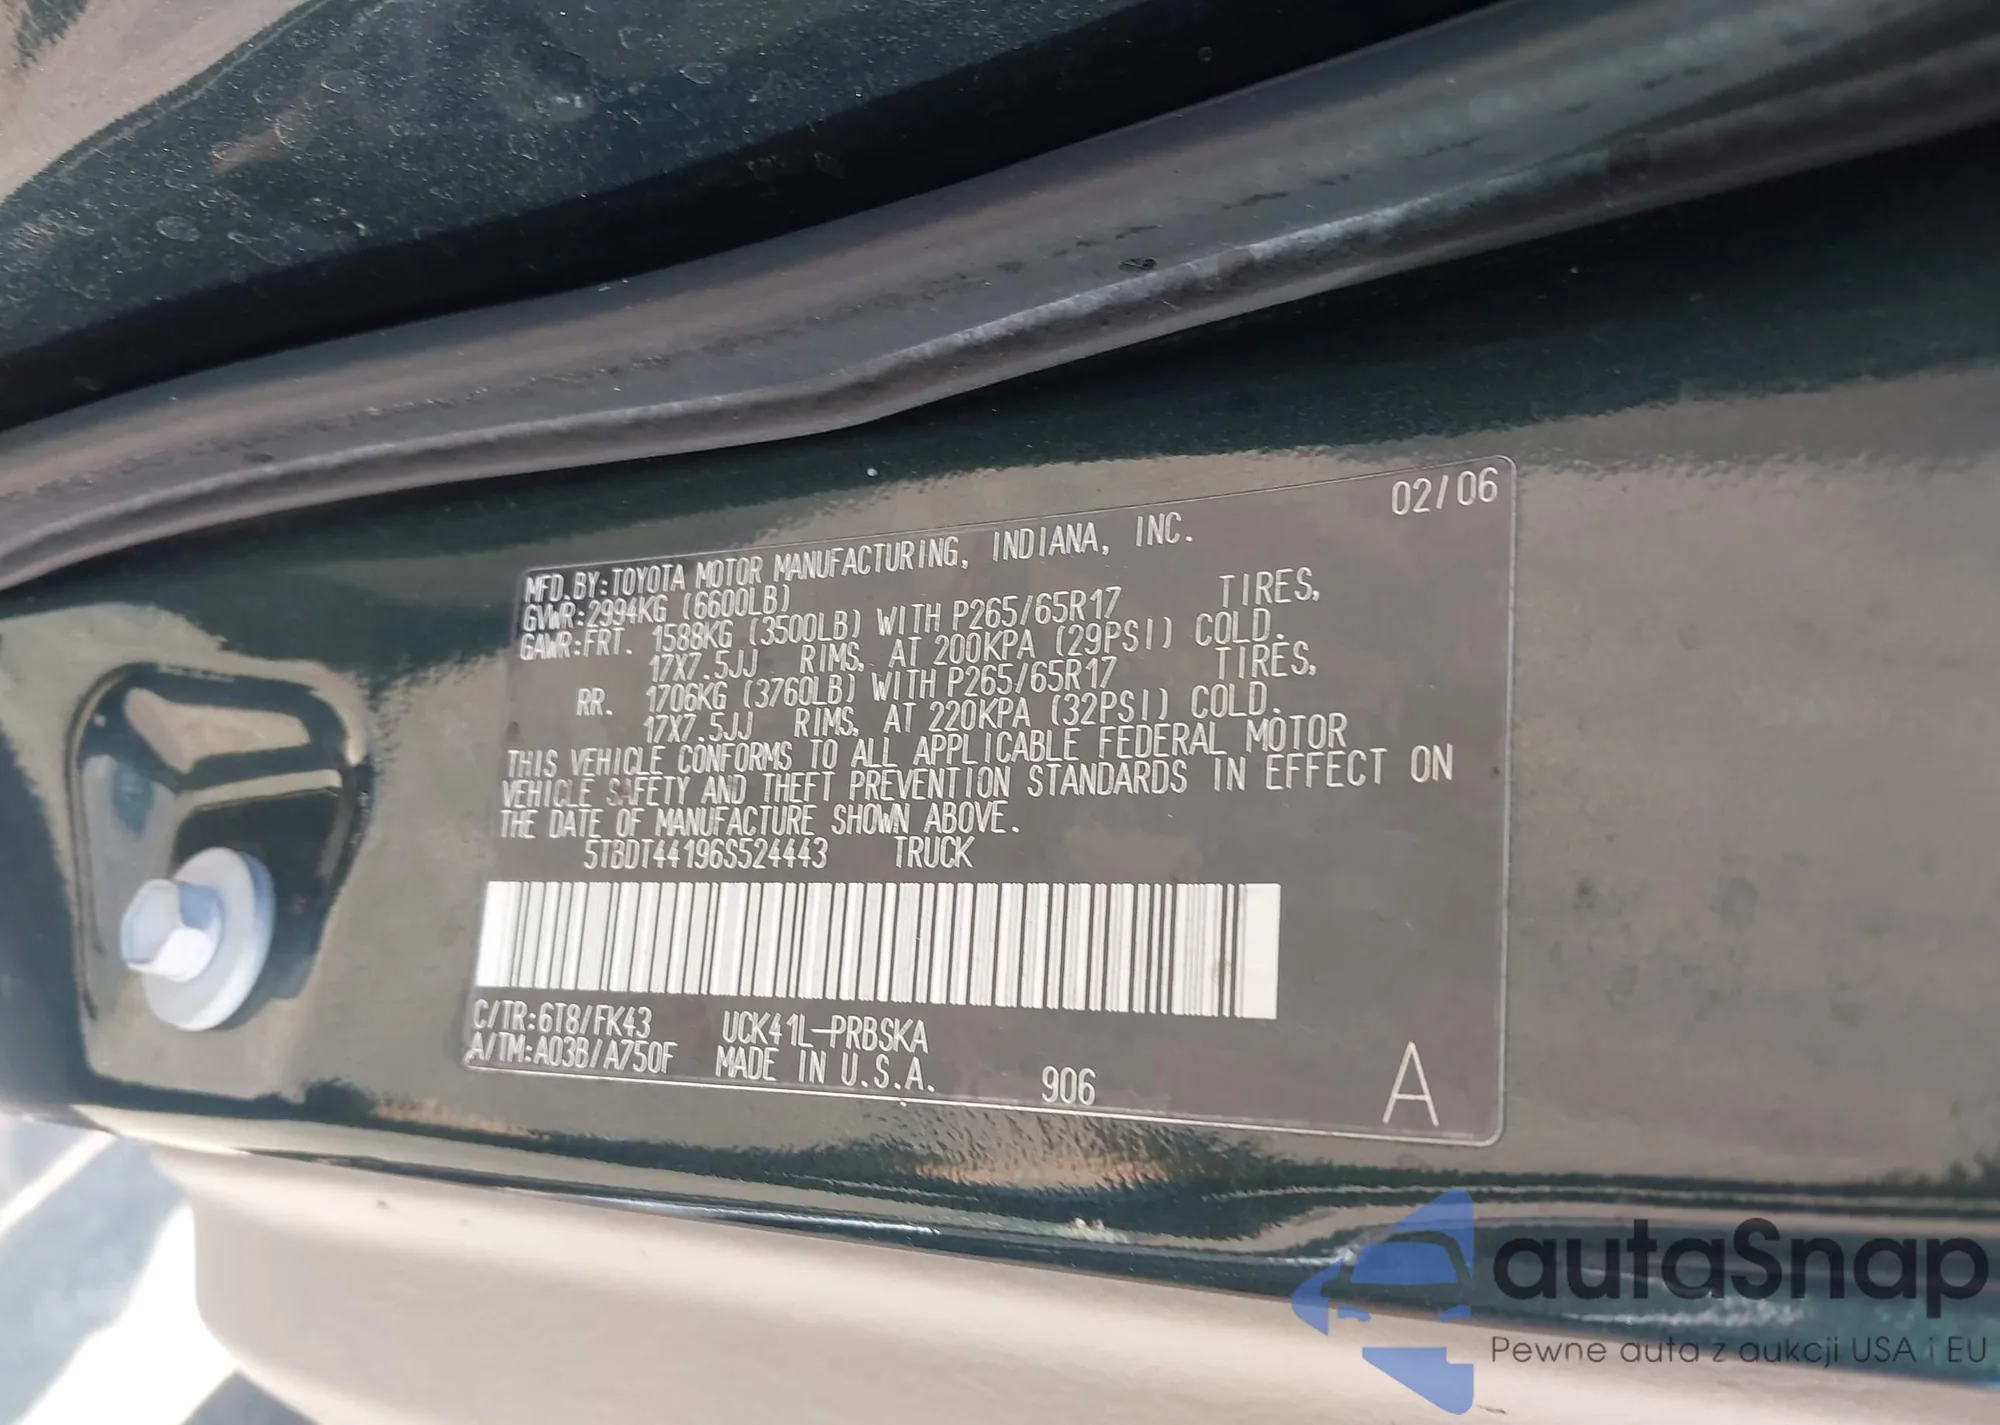 02/06
MFD.BY:TOYOTA MOTOR MANUFACTURING, INDIANA, INC.
GVWR:2994KG (6600LB)
GAWR:FRT. 1588KG (3500LB) WITH P265/65R17 TIRES,
17X7.5JJ RIMS, AT 200KPA (29PSI) COLD.
RR. 1706KG (3760LB) WITH P265/65R17 TIRES,
17X7.5JJ RIMS, AT 220KPA (32PSI) COLD.
THIS VEHICLE CONFORMS TO ALL APPLICABLE FEDERAL MOTOR
VEHICLE SAFETY AND THEFT PREVENTION STANDARDS IN EFFECT ON
THE DATE OF MANUFACTURE SHOWN ABOVE.
5TBDT44196S524443 TRUCK
C/TR:6T8/FK43 UCK41L-PRBSKA
A/TM:A03B/A750F MADE IN U.S.A. 906 A
autaSnap
Pewne auta z aukcji USA i EU